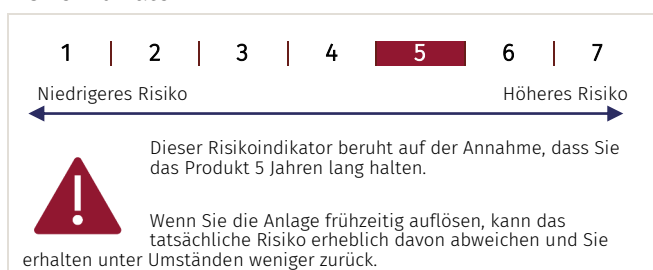 1 | 2 | 3 | 4 | 5 | 6 | 7
Niedrigeres Risiko Höheres Risiko
Dieser Risikoindikator beruht auf der Annahme, dass Sie
das Produkt 5 Jahren lang halten.
Wenn Sie die Anlage frühzeitig auflösen, kann das
tatsächliche Risiko erheblich davon abweichen und Sie
erhalten unter Umständen weniger zurück.